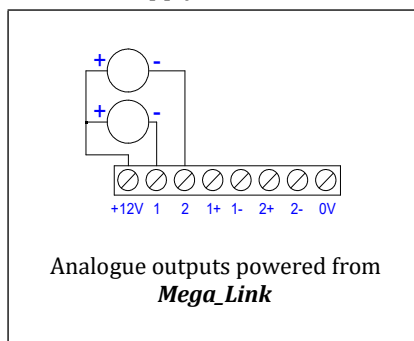 + -
+ -
+12V 1 2 1+ 1- 2+ 2- 0V
Analogue outputs powered from
Mega_Link